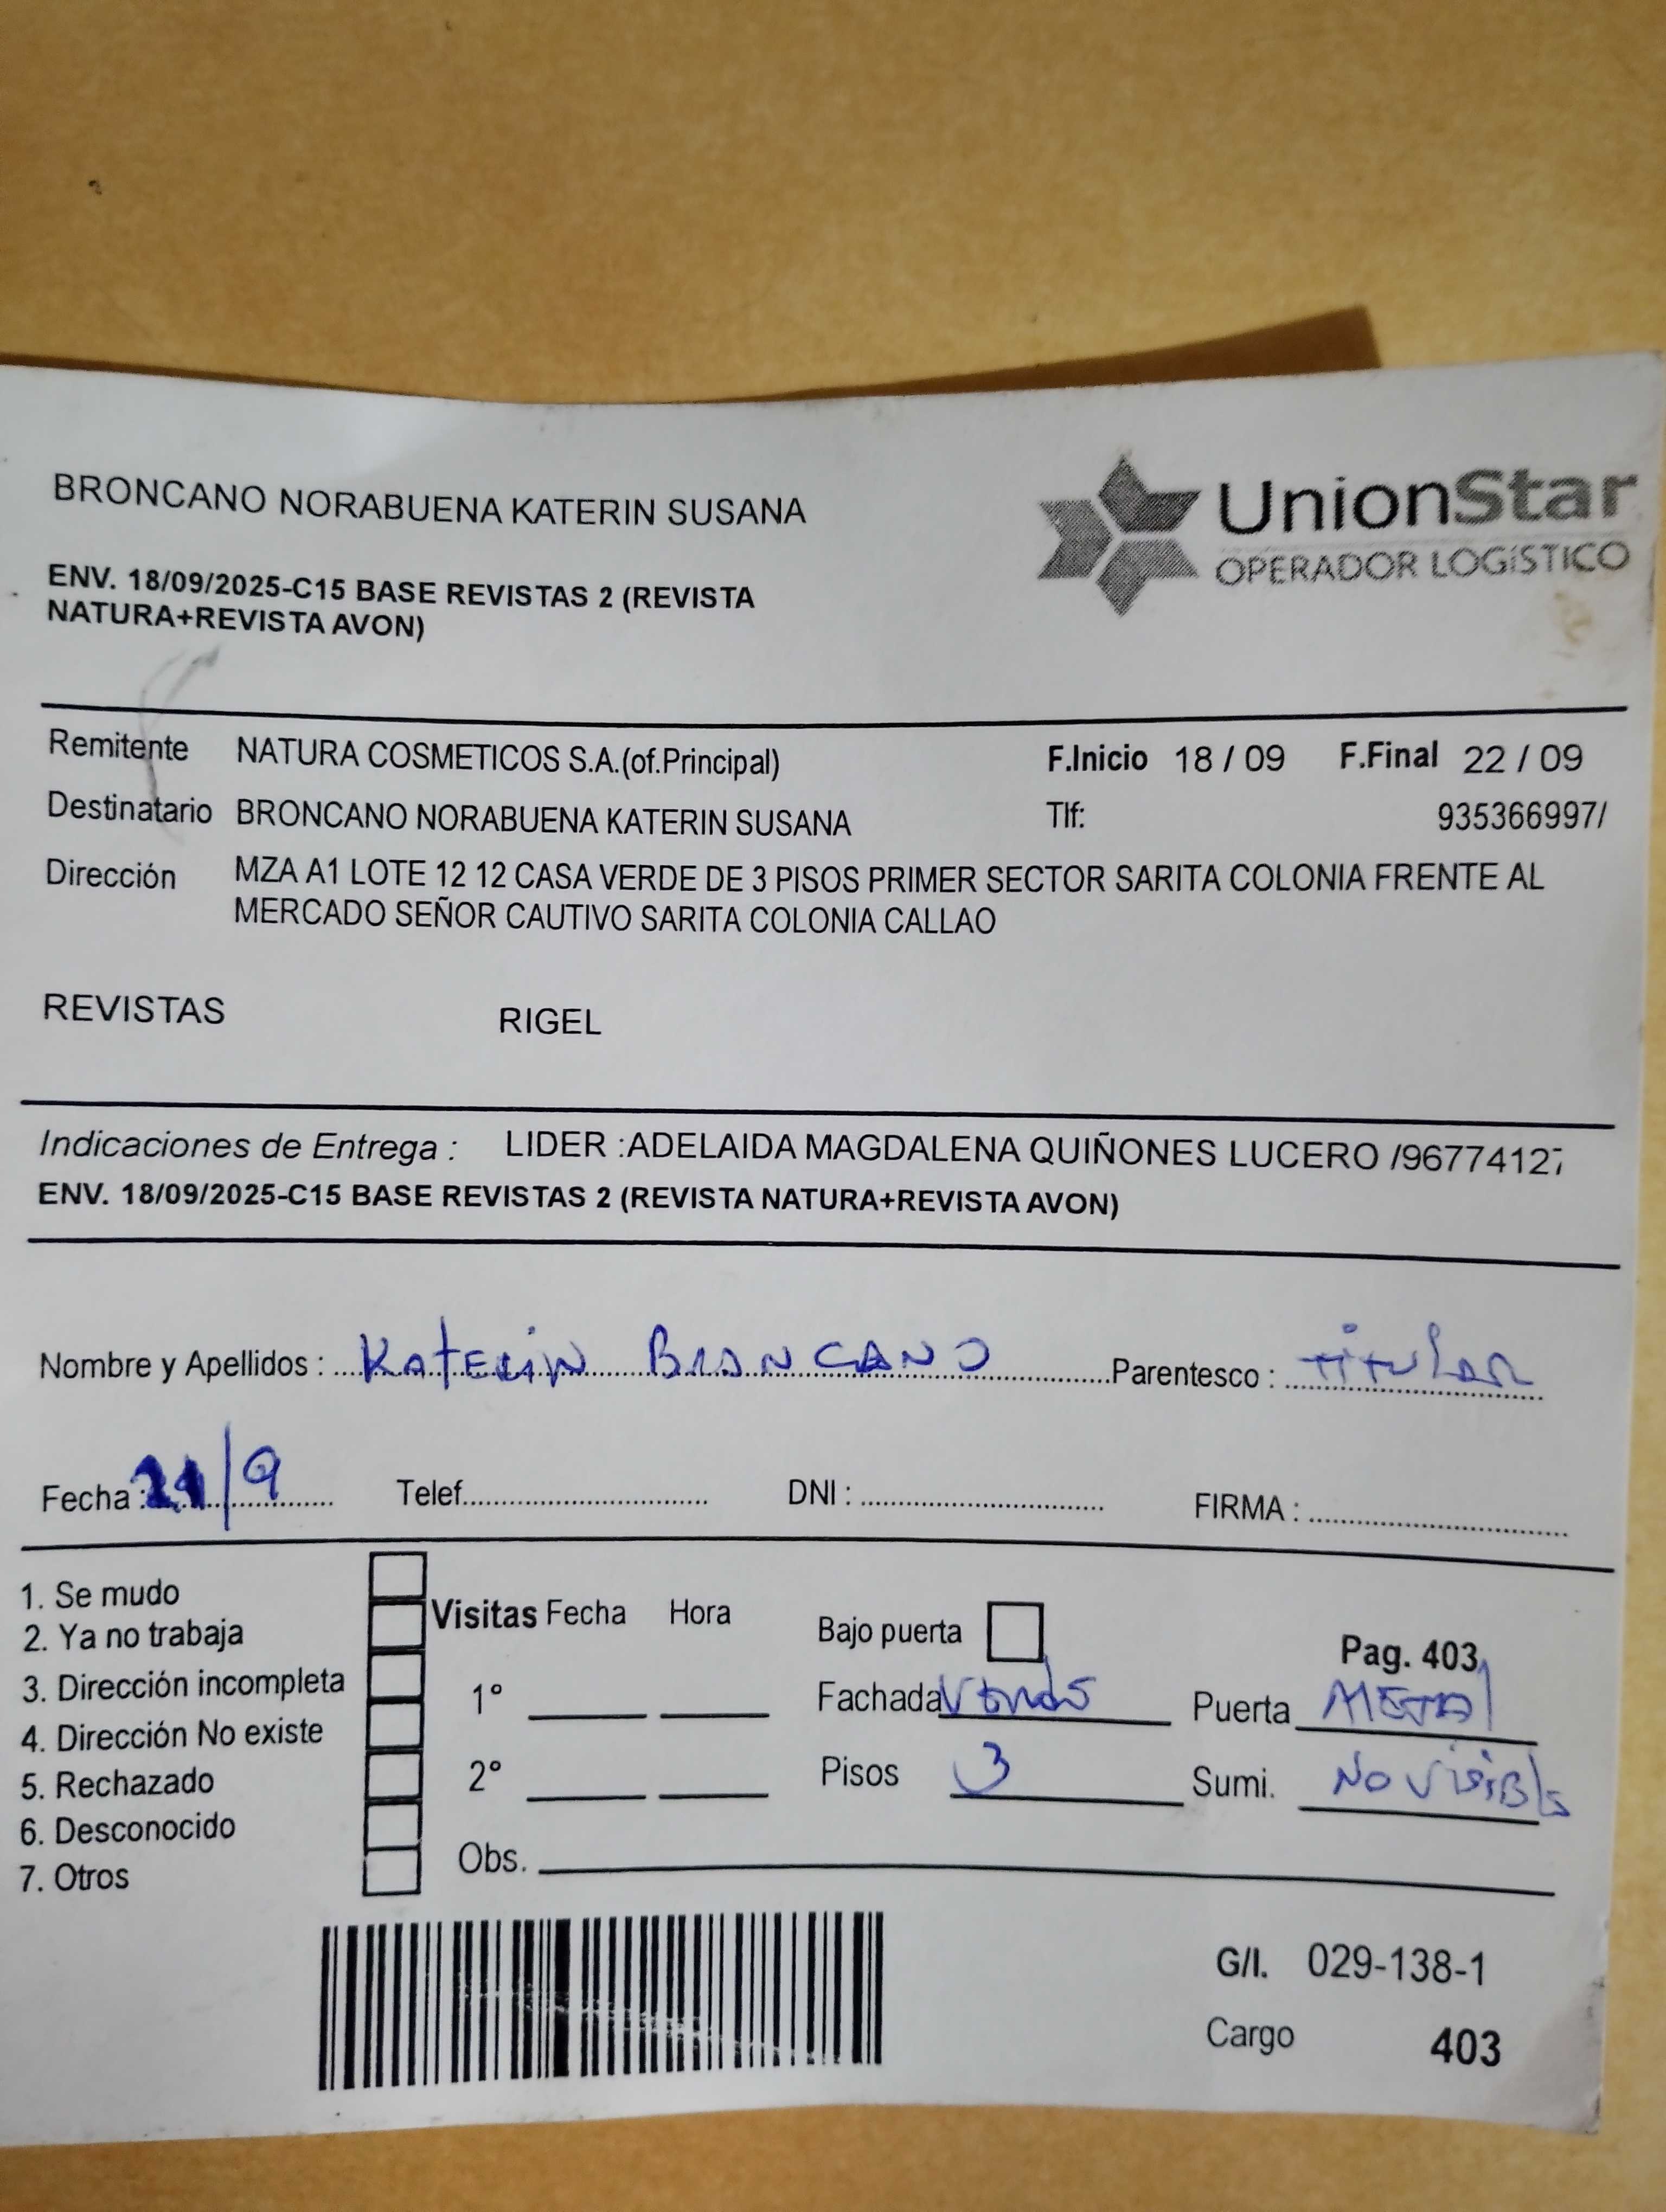 BRONCANO NORABUENA KATERIN SUSANA
UnionStar
OPERADOR LOGÍSTICO
ENV. 18/09/2025-C15 BASE REVISTAS 2 (REVISTA
NATURA+REVISTA AVON)
Remitente NATURA COSMETICOS S.A.(of.Principal) F.Inicio 18 / 09 F.Final 22 / 09
Destinatario BRONCANO NORABUENA KATERIN SUSANA Tlf: 935366997/
Dirección MZA A1 LOTE 12 12 CASA VERDE DE 3 PISOS PRIMER SECTOR SARITA COLONIA FRENTE AL
MERCADO SEÑOR CAUTIVO SARITA COLONIA CALLAO
REVISTAS RIGEL
Indicaciones de Entrega : LIDER :ADELAIDA MAGDALENA QUIÑONES LUCERO /96774127
ENV. 18/09/2025-C15 BASE REVISTAS 2 (REVISTA NATURA+REVISTA AVON)
Nombre y Apellidos : Katerin BRONCANO Parentesco : Titular
Fecha : 21/9 Telef. DNI : FIRMA :
1. Se mudo
2. Ya no trabaja
3. Dirección incompleta
4. Dirección No existe
5. Rechazado
6. Desconocido
7. Otros
Visitas Fecha Hora
1°
2°
Obs.
Bajo puerta
Fachada Verde
Pisos 3
Pag. 403
Puerta METAL
Sumi. No visible
G/I. 029-138-1
Cargo 403